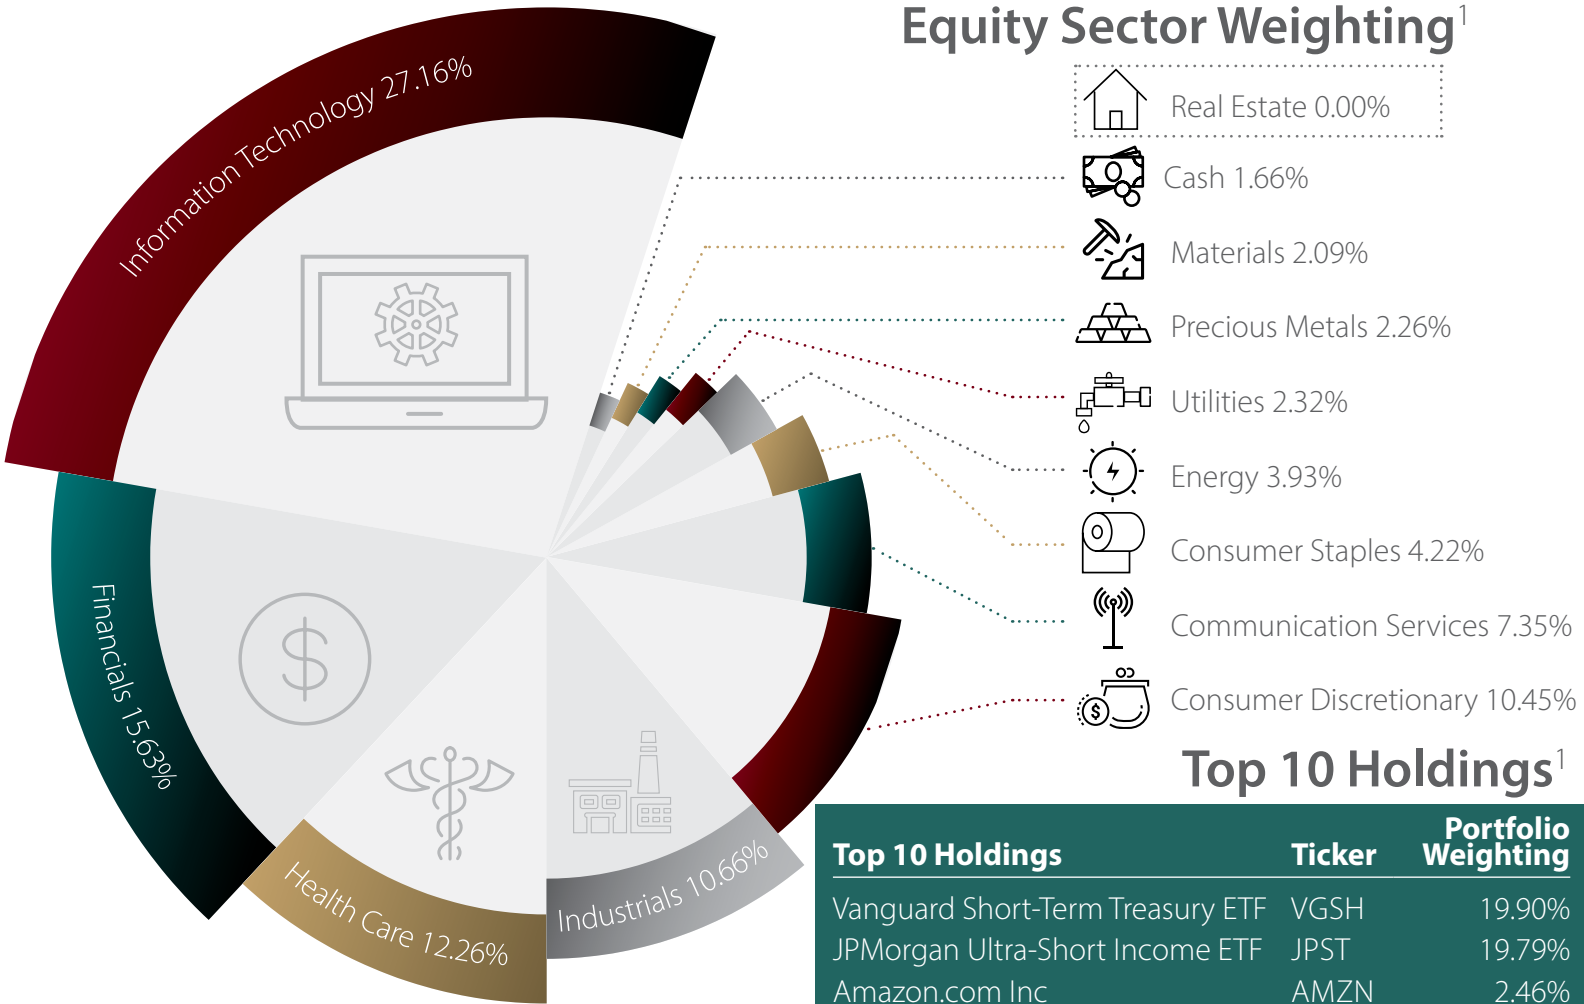 Equity Sector Weighting1
Information Technology 27.16%
Financials 15.63%
Health Care 12.26%
Industrials 10.66%
Real Estate 0.00%
Cash 1.66%
Materials 2.09%
Precious Metals 2.26%
Utilities 2.32%
Energy 3.93%
Consumer Staples 4.22%
Communication Services 7.35%
Consumer Discretionary 10.45%
$
$
Top 10 Holdings1
Top 10 Holdings Ticker Portfolio Weighting
Vanguard Short-Term Treasury ETF VGSH 19.90%
JPMorgan Ultra-Short Income ETF JPST 19.79%
Amazon.com Inc AMZN 2.46%